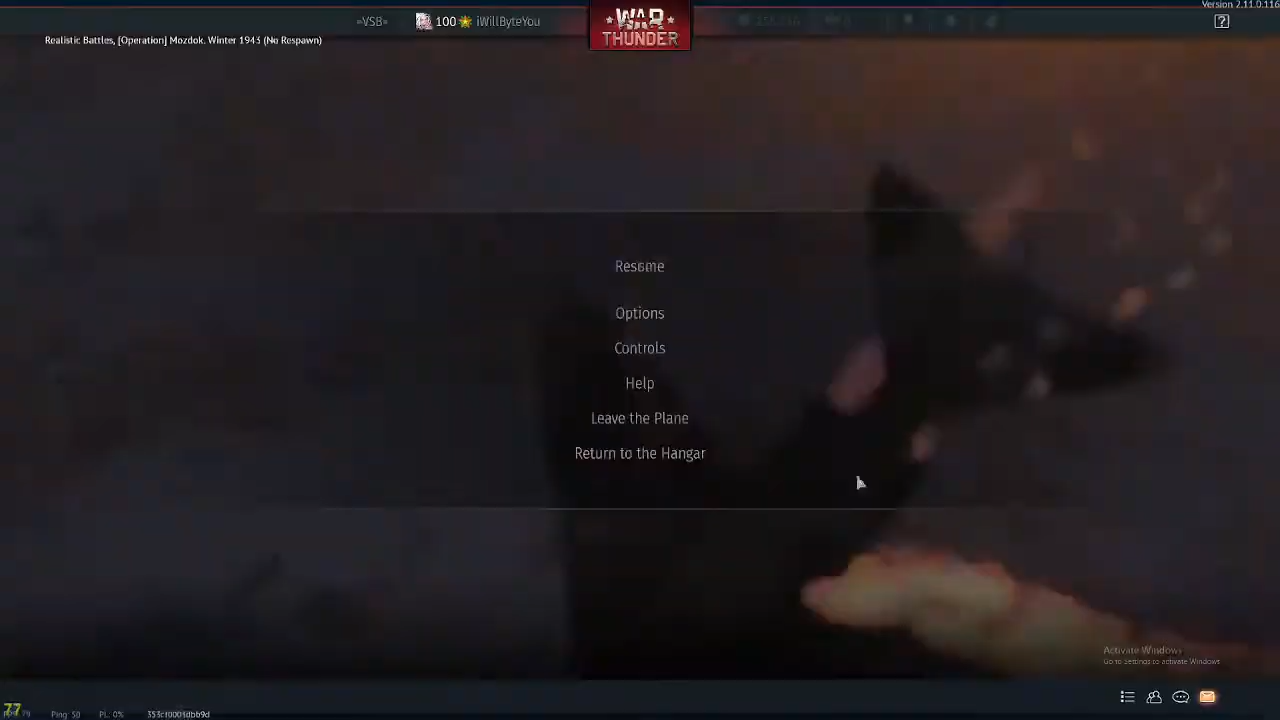 Version 2.11.0.116
=VSB= 100 iWillByteYou
WAR THUNDER
Realistic Battles, [Operation] Mozdok. Winter 1943 (No Respawn)
Resume
Options
Controls
Help
Leave the Plane
Return to the Hangar
Activate Windows
Go to Settings to activate Windows
77
Ping: 50 PL: 0%